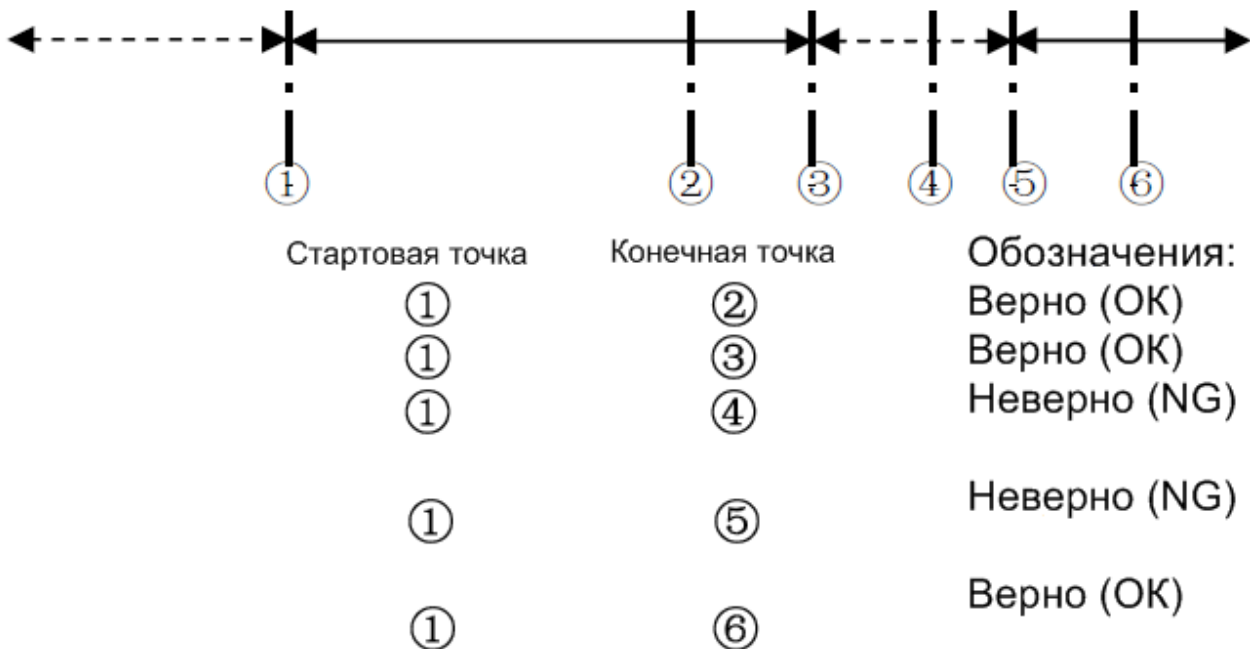 ① ② ③ ④ ⑤ ⑥
Стартовая точка Конечная точка Обозначения:
① ② Верно (ОК)
① ③ Верно (ОК)
① ④ Неверно (NG)
① ⑤ Неверно (NG)
① ⑥ Верно (ОК)